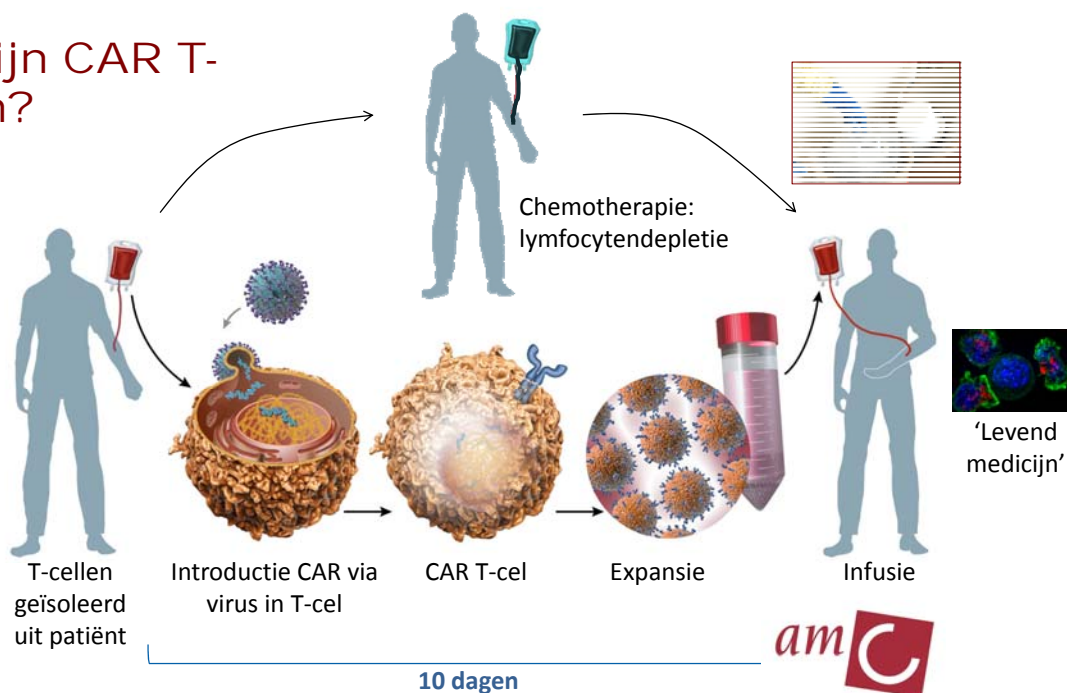 ijn CAR T-
?
Chemotherapie:
lymfocytendepletie
'Levend
medicijn'
T-cellen
geïsoleerd
uit patiënt
Introductie CAR via
virus in T-cel
CAR T-cel
Expansie
Infusie
10 dagen
amC